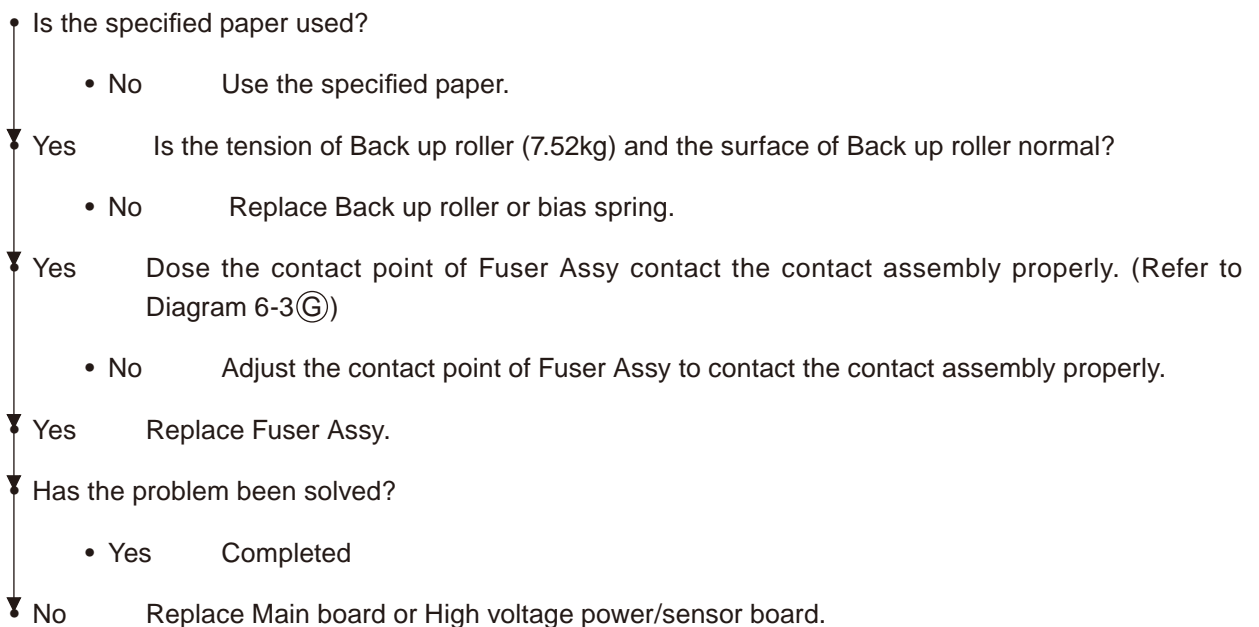 • Is the specified paper used?
• No Use the specified paper.
Yes Is the tension of Back up roller (7.52kg) and the surface of Back up roller normal?
• No Replace Back up roller or bias spring.
Yes Dose the contact point of Fuser Assy contact the contact assembly properly. (Refer to
Diagram 6-3Ⓖ)
• No Adjust the contact point of Fuser Assy to contact the contact assembly properly.
Yes Replace Fuser Assy.
Has the problem been solved?
• Yes Completed
No Replace Main board or High voltage power/sensor board.